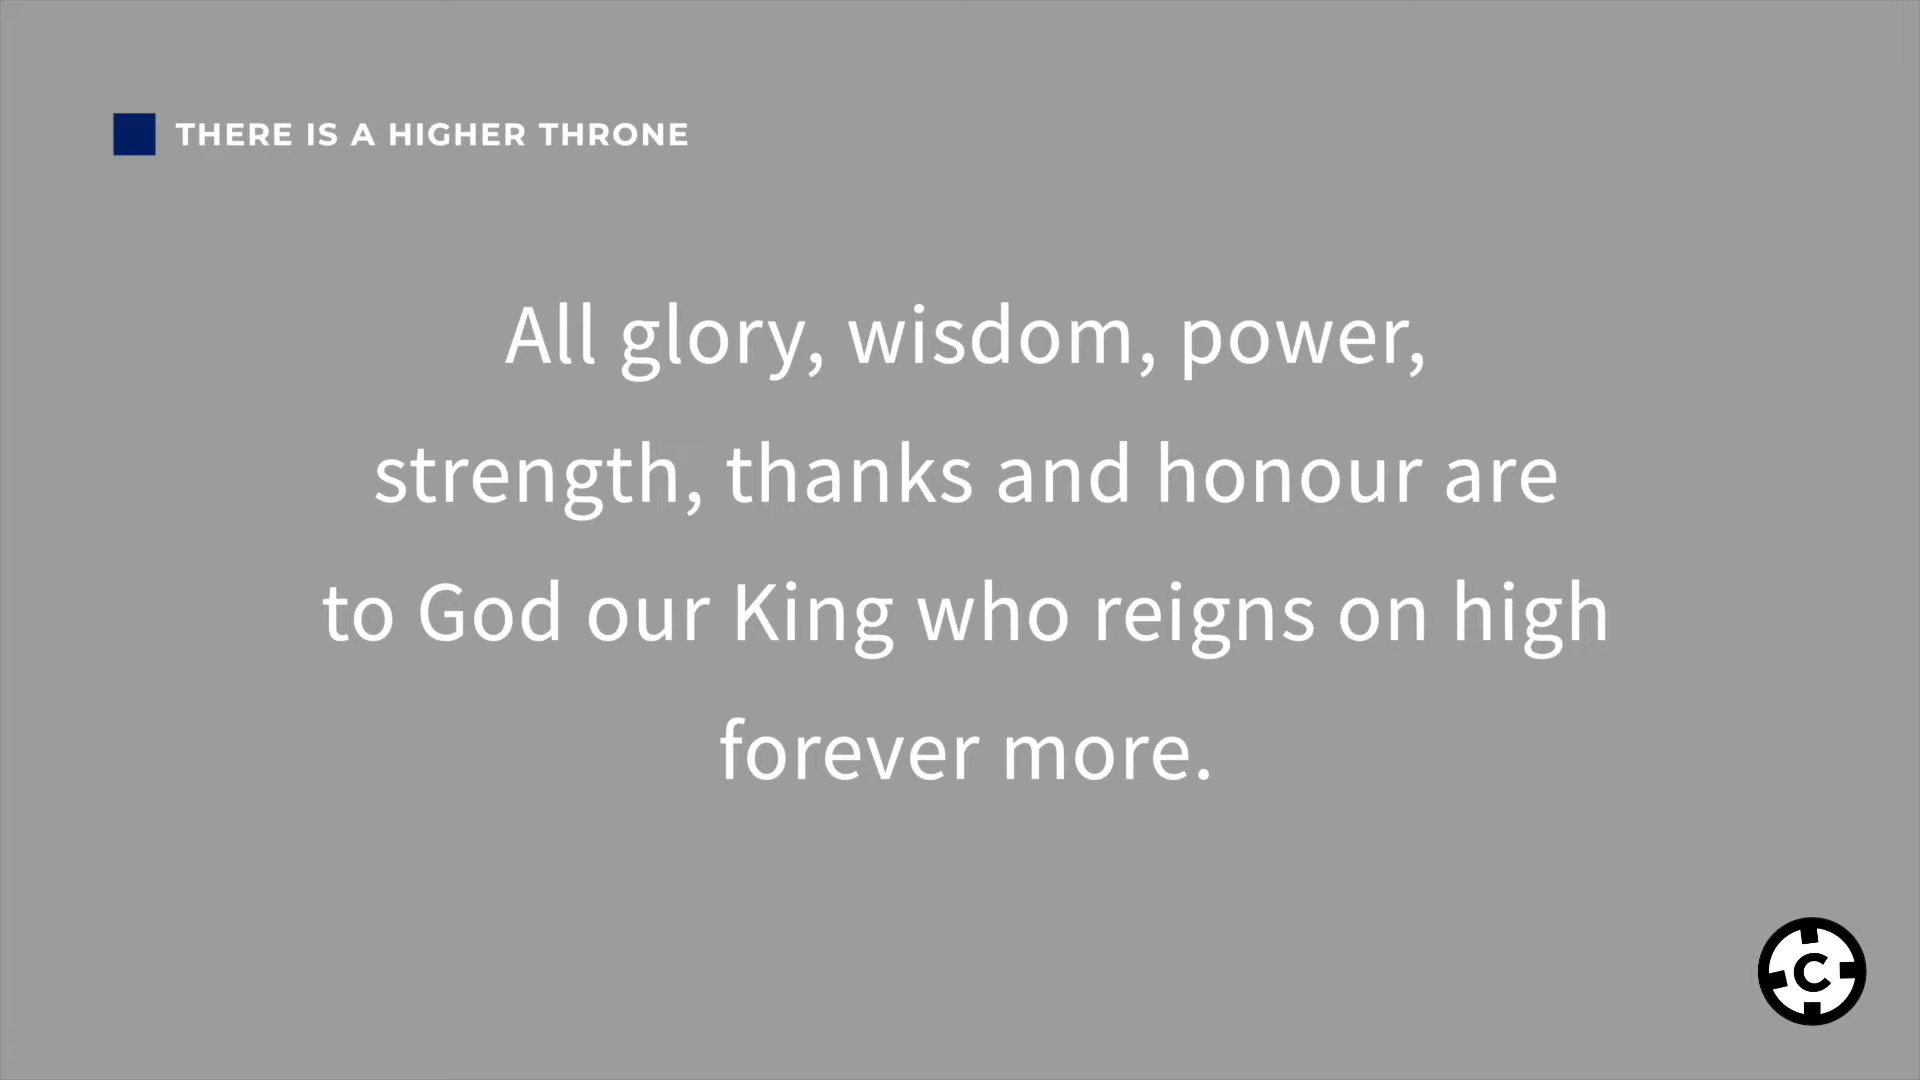 THERE IS A HIGHER THRONE
All glory, wisdom, power,
strength, thanks and honour are
to God our King who reigns on high
forever more.
C